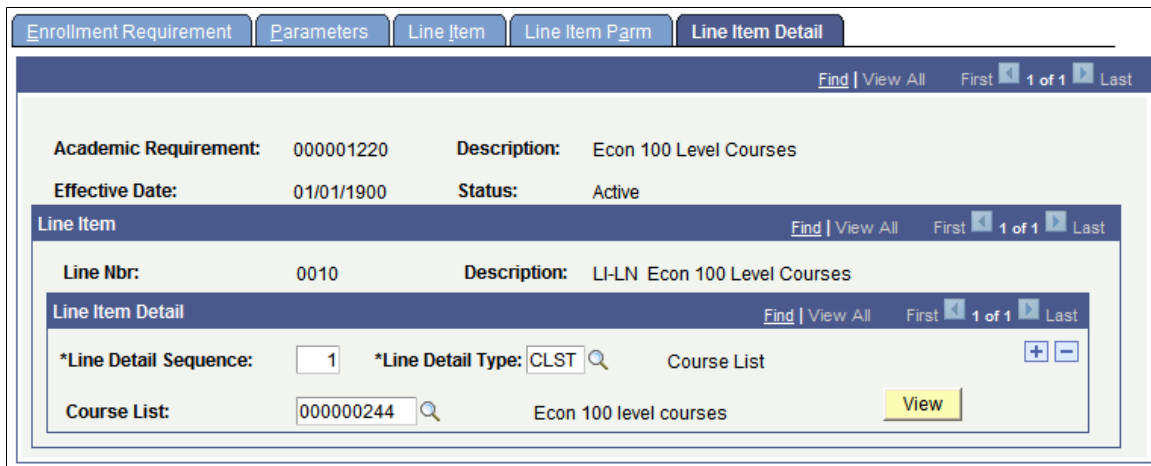 Enrollment Requirement Parameters Line Item Line Item Parm Line Item Detail
Find | View All First 1 of 1 Last
Academic Requirement: 000001220 Description: Econ 100 Level Courses
Effective Date: 01/01/1900 Status: Active
Line Item Find | View All First 1 of 1 Last
Line Nbr: 0010 Description: LI-LN Econ 100 Level Courses
Line Item Detail Find | View All First 1 of 1 Last
*Line Detail Sequence: 1 *Line Detail Type: CLST Course List
Course List: 000000244 Econ 100 level courses View